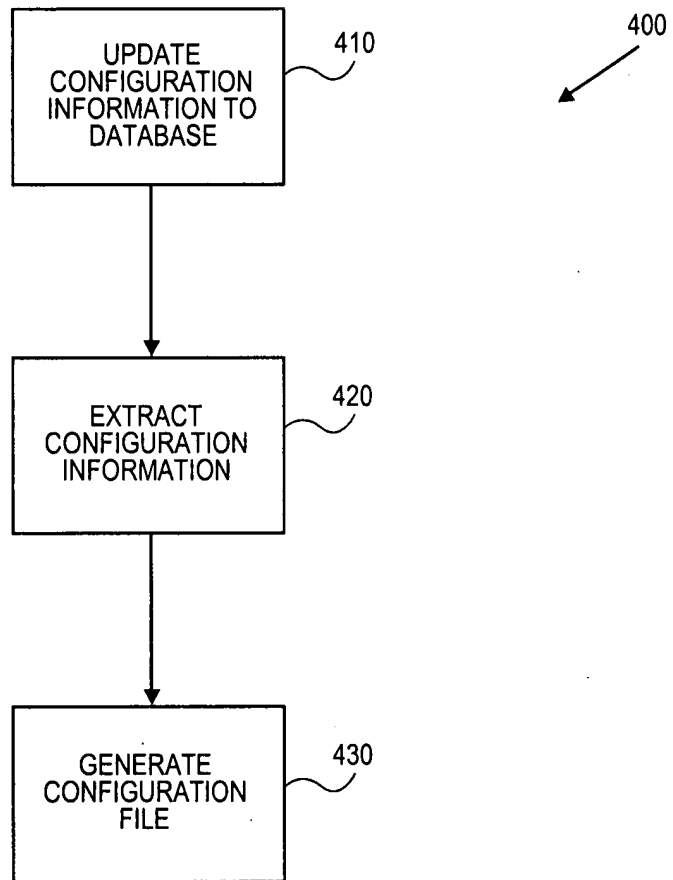 400
UPDATE
CONFIGURATION
INFORMATION TO
DATABASE
410
EXTRACT
CONFIGURATION
INFORMATION
420
GENERATE
CONFIGURATION
FILE
430